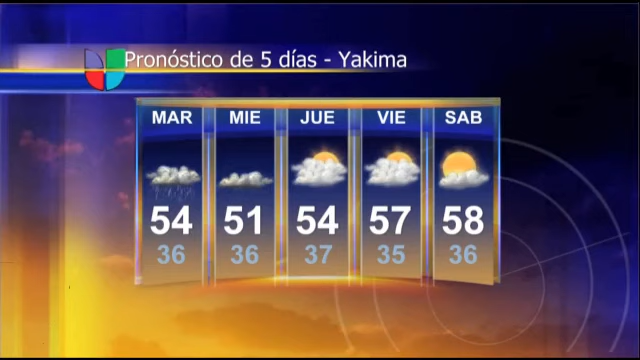 Pronóstico de 5 días - Yakima
MAR MIE JUE VIE SAB
54 51 54 57 58
36 36 37 35 36